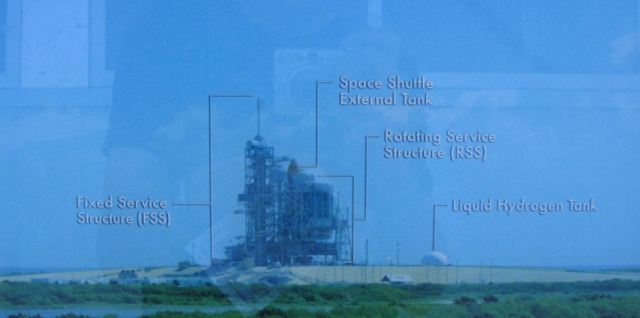 Space Shuttle
External Tank
Rotating Service
Structure (RSS)
Fixed Service
Structure (FSS)
Liquid Hydrogen Tank